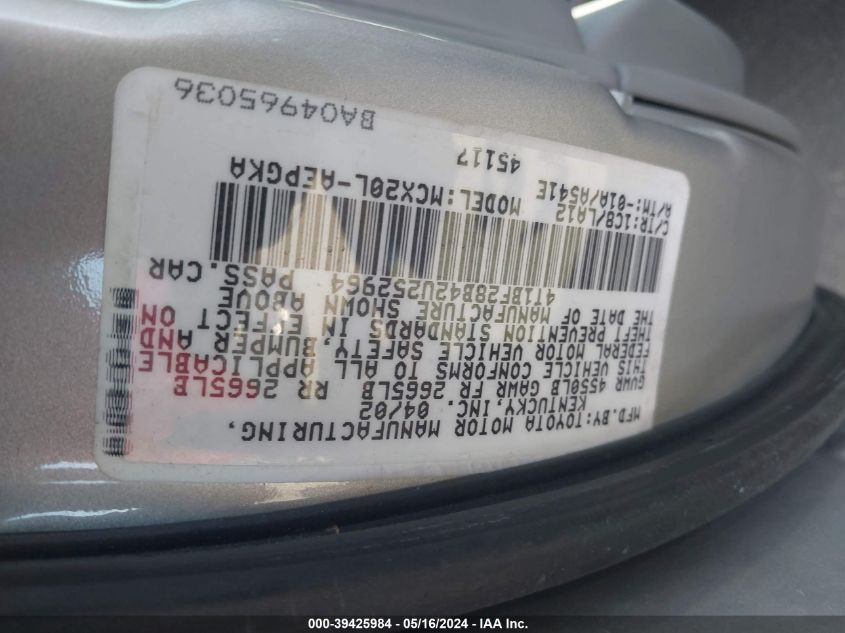 MFD.BY:TOYOTA MOTOR MANUFACTURING,
KENTUCKY,INC. 04/02
GVWR 4550LB GAWR FR 2665LB RR 2665LB
THIS VEHICLE CONFORMS TO ALL APPLICABLE
FEDERAL MOTOR VEHICLE SAFETY, BUMPER AND
THEFT PREVENTION STANDARDS IN EFFECT ON
THE DATE OF MANUFACTURE SHOWN ABOVE
4T1BF28B42U252964 PASS.CAR
C/TR:1C8/LA12 MODEL:MCX20L-AEPGKA
A/TM:-01A/A541E
45117
BA04965036
000-39425984 - 05/16/2024 - IAA Inc.